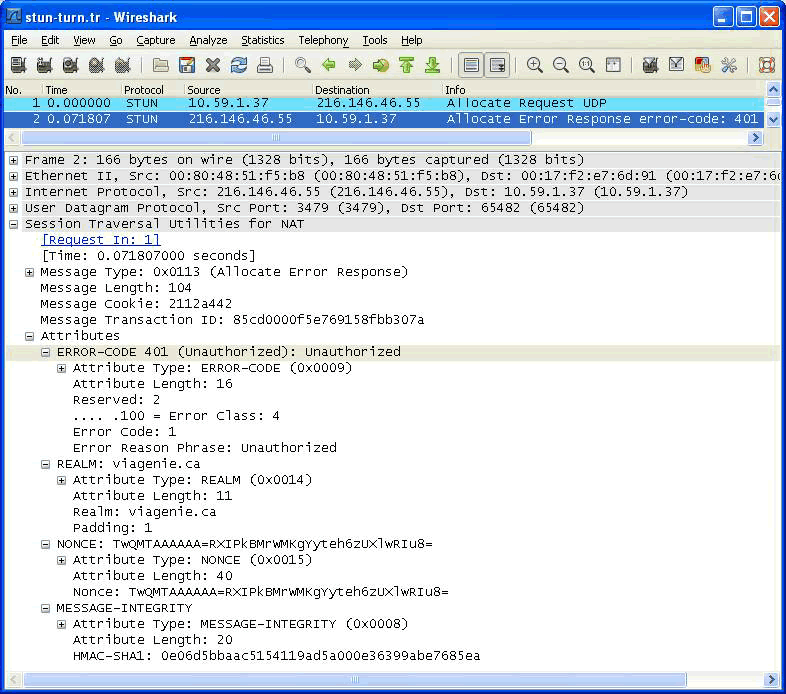 stun-turn.tr - Wireshark
File Edit View Go Capture Analyze Statistics Telephony Tools Help
No. Time Protocol Source Destination Info
1 0.000000 STUN 10.59.1.37 216.146.46.55 Allocate Request UDP
2 0.071807 STUN 216.146.46.55 10.59.1.37 Allocate Error Response error-code: 401
Frame 2: 166 bytes on wire (1328 bits), 166 bytes captured (1328 bits)
Ethernet II, Src: 00:80:48:51:f5:b8 (00:80:48:51:f5:b8), Dst: 00:17:f2:e7:6d:91 (00:17:f2:e7:6d
Internet Protocol, Src: 216.146.46.55 (216.146.46.55), Dst: 10.59.1.37 (10.59.1.37)
User Datagram Protocol, Src Port: 3479 (3479), Dst Port: 65482 (65482)
Session Traversal Utilities for NAT
[Request In: 1]
[Time: 0.071807000 seconds]
Message Type: 0x0113 (Allocate Error Response)
Message Length: 104
Message Cookie: 2112a442
Message Transaction ID: 85cd0000f5e769158fbb307a
Attributes
ERROR-CODE 401 (Unauthorized): Unauthorized
Attribute Type: ERROR-CODE (0x0009)
Attribute Length: 16
Reserved: 2
.... .100 = Error Class: 4
Error Code: 1
Error Reason Phrase: Unauthorized
REALM: viagenie.ca
Attribute Type: REALM (0x0014)
Attribute Length: 11
Realm: viagenie.ca
Padding: 1
NONCE: TwQMTAAAAAA=RXIPkBMrWMKgYyteh6zUXlwRIu8=
Attribute Type: NONCE (0x0015)
Attribute Length: 40
Nonce: TwQMTAAAAAA=RXIPkBMrWMKgYyteh6zUXlwRIu8=
MESSAGE-INTEGRITY
Attribute Type: MESSAGE-INTEGRITY (0x0008)
Attribute Length: 20
HMAC-SHA1: 0e06d5bbaac5154119ad5a000e36399abe7685ea